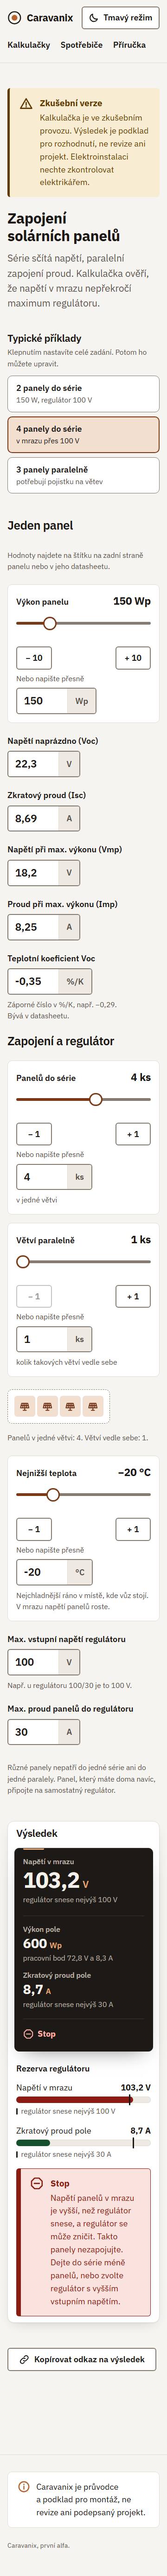 Caravanix
Tmavý režim
Kalkulačky Spotřebiče Příručka
Zkušební verze
Kalkulačka je ve zkušebním
provozu. Výsledek je podklad
pro rozhodnutí, ne revizní ani
projekt. Elektroinstalaci
nechte zkontrolovat
elektrikářem.
Zapojení
solárních panelů
Série sčítá napětí, paralelní
zapojení proud. Kalkulačka ověří,
že napětí v mrazu nepřekročí
maximum regulátoru.
Typické příklady
Klepnutím nastavíte celé zadání. Potom ho
můžete upravit.
2 panely do série
150 W, regulátor 100 V
4 panely do série
v mrazu přes 100 V
3 panely paralelně
potřebují pojistku na větev
Jeden panel
Hodnoty najdete na štítku na zadní straně
panelu nebo v jeho datasheetu.
Výkon panelu 150 Wp
− 10 + 10
Nebo napište přesně
150 Wp
Napětí naprázdno (Voc)
22,3 V
Zkratový proud (Isc)
8,69 A
Napětí při max. výkonu (Vmp)
18,2 V
Proud při max. výkonu (Imp)
8,25 A
Teplotní koeficient Voc
-0,35 %/K
Záporné číslo v %/K, např. −0,29.
Bývá v datasheetu.
Zapojení a regulátor
Panelů do série 4 ks
− 1 + 1
Nebo napište přesně
4 ks
v jedné větvi
Větví paralelně 1 ks
− 1 + 1
Nebo napište přesně
1 ks
kolik takových větví vedle sebe
Panelů v jedné větvi: 4. Větví vedle sebe: 1.
Nejnižší teplota −20 °C
− 1 + 1
Nebo napište přesně
-20 °C
Nejchladnější ráno v místě, kde vůz stojí.
V mrazu napětí panelů roste.
Max. vstupní napětí regulátoru
100 V
Např. u regulátoru 100/30 je to 100 V.
Max. proud panelů do regulátoru
30 A
Různé panely nepatří do jedné série ani do
jedné paralely. Panel, který máte doma navíc,
připojte na samostatný regulátor.
Výsledek
Napětí v mrazu
103,2 V
regulátor snese nejvýš 100 V
Výkon pole
600 Wp
pracovní bod 72,8 V a 8,3 A
Zkratový proud pole
8,7 A
regulátor snese nejvýš 30 A
Stop
Rezerva regulátoru
Napětí v mrazu 103,2 V
regulátor snese nejvýš 100 V
Zkratový proud pole 8,7 A
regulátor snese nejvýš 30 A
Stop
Napětí panelů v mrazu
je vyšší, než regulátor
snese, a regulátor se
může zničit. Takto
panely nezapojujte.
Dejte do série méně
panelů, nebo zvolte
regulátor s vyšším
vstupním napětím.
Kopírovat odkaz na výsledek
Caravanix je průvodce
a podklad pro montáž, ne
revize ani podepsaný projekt.
Caravanix, první alfa.